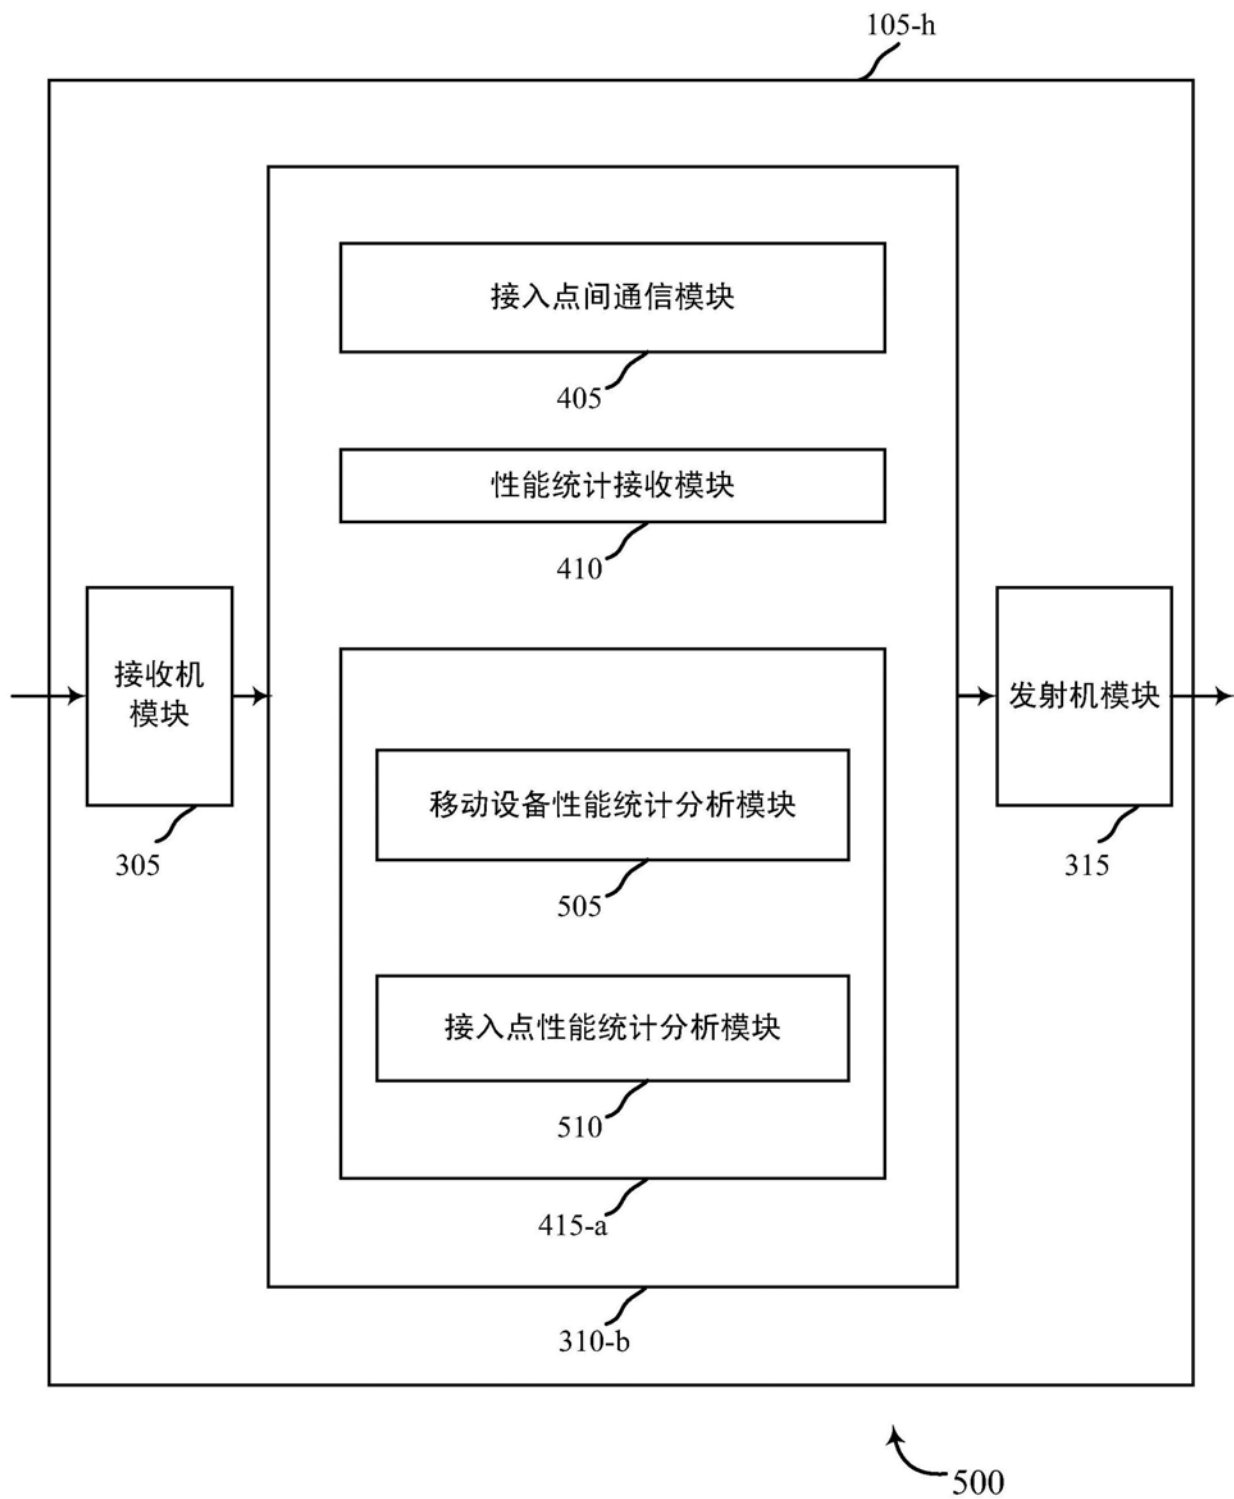 105-h
接入点间通信模块
405
性能统计接收模块
410
接收机
模块
305
发射机模块
315
移动设备性能统计分析模块
505
接入点性能统计分析模块
510
415-a
310-b
500